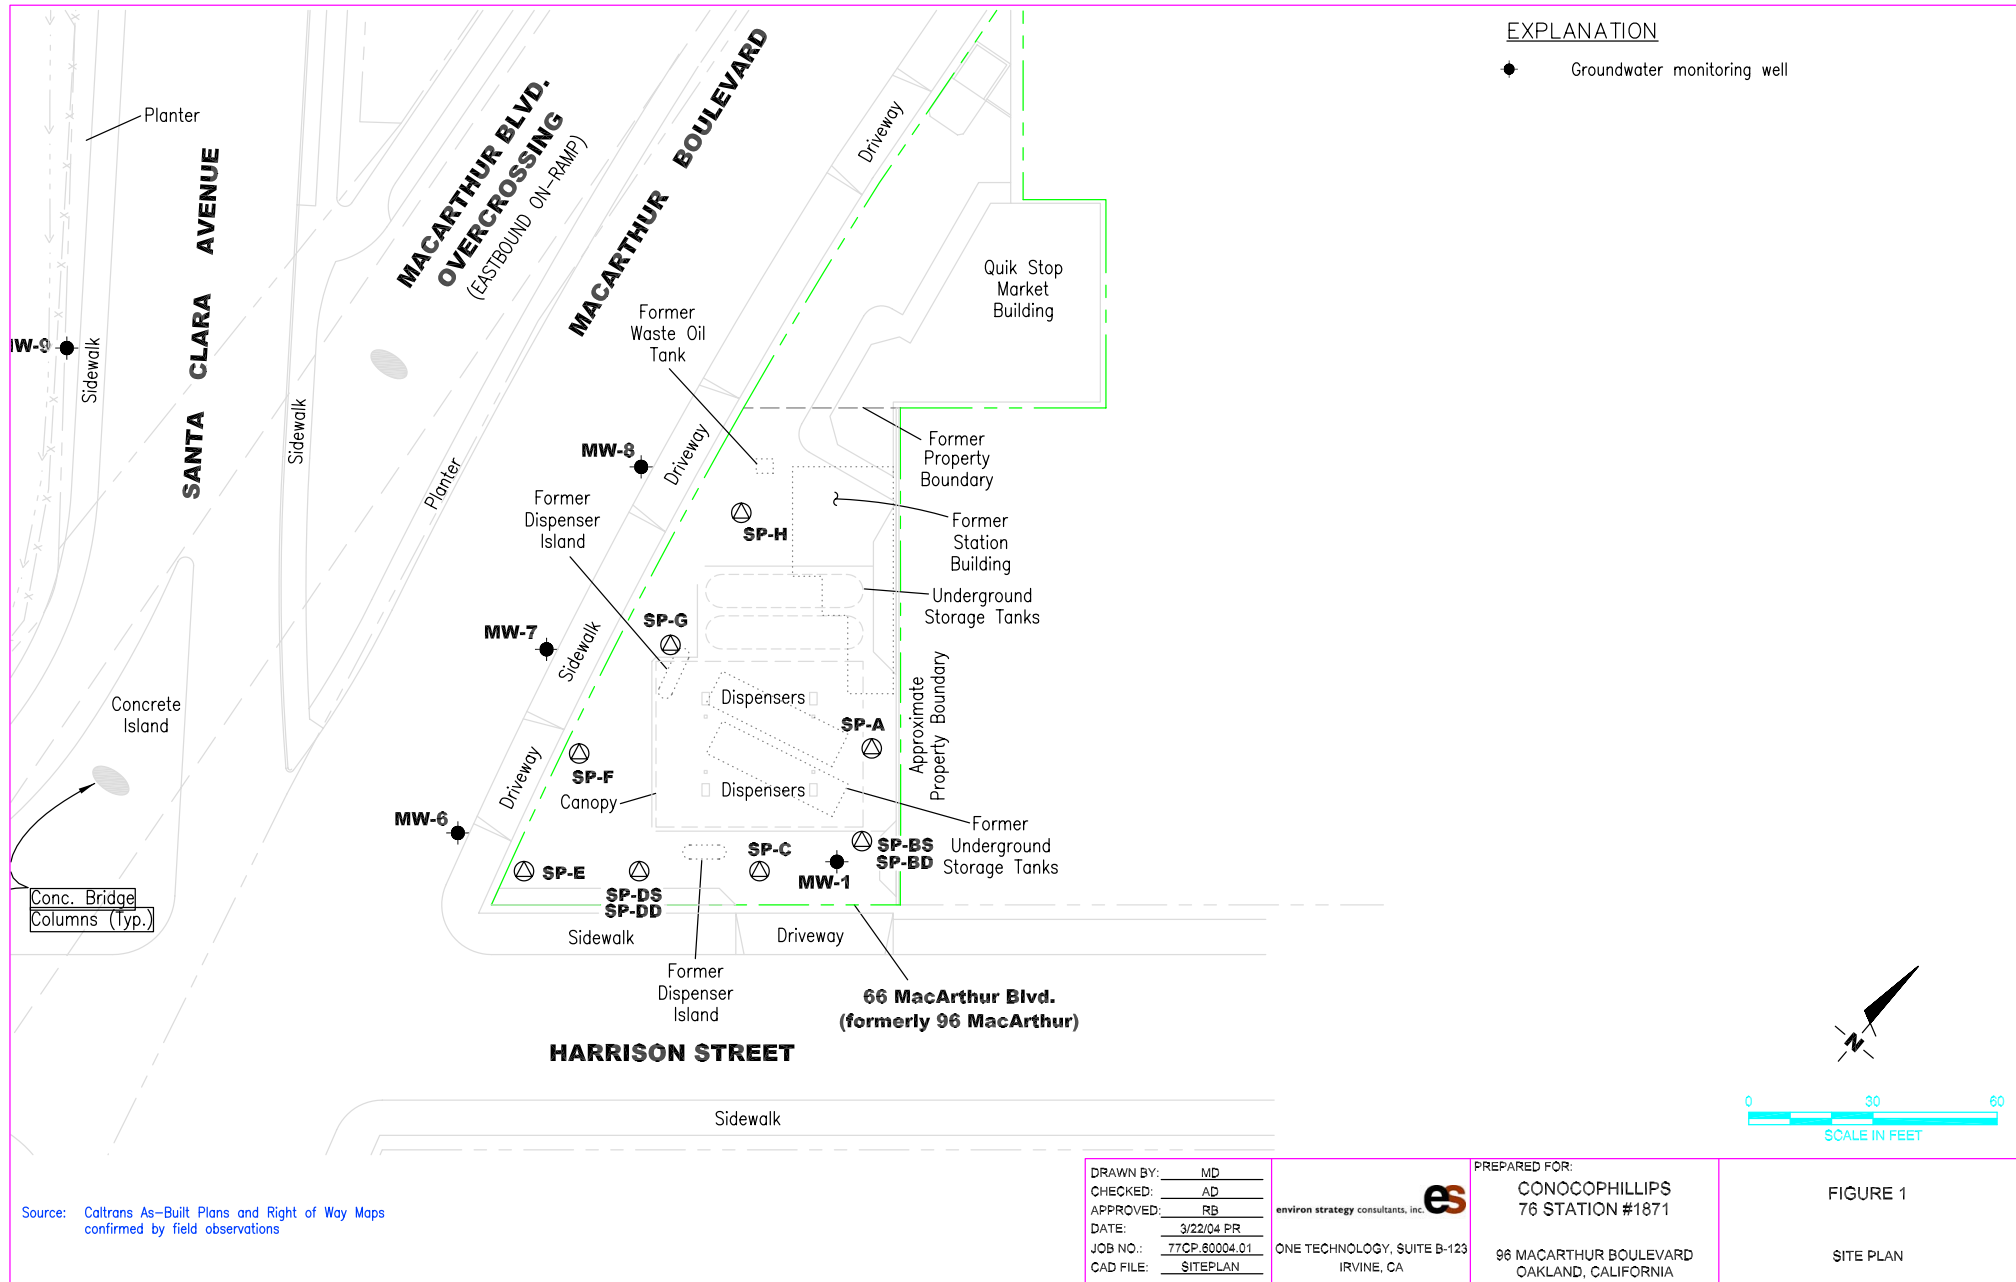 EXPLANATION
Groundwater monitoring well
Planter
SANTA CLARA AVENUE
MACARTHUR BLVD.
OVERCROSSING
(EASTBOUND ON-RAMP)
MACARTHUR BOULEVARD
Driveway
Quik Stop
Market
Building
Former
Waste Oil
Tank
Sidewalk
Sidewalk
Planter
MW-8
Driveway
Former
Property
Boundary
Former
Dispenser
Island
SP-H
Former
Station
Building
Underground
Storage Tanks
SP-G
MW-7
Sidewalk
Concrete
Island
Dispensers
SP-A
Approximate
Property Boundary
SP-F
Driveway
Canopy
Dispensers
MW-6
Former
Underground
Storage Tanks
SP-C
SP-BS
SP-BD
SP-E
MW-1
SP-DS
SP-DD
Conc. Bridge
Columns (Typ.)
Sidewalk
Driveway
Former
Dispenser
Island
66 MacArthur Blvd.
(formerly 96 MacArthur)
HARRISON STREET
N
Sidewalk
0 30 60
SCALE IN FEET
Source: Caltrans As-Built Plans and Right of Way Maps
confirmed by field observations
DRAWN BY: MD
CHECKED: AD
APPROVED: RB
DATE: 3/22/04 PR
JOB NO.: 77CP.60004.01
CAD FILE: SITEPLAN
environ strategy consultants, inc. es
ONE TECHNOLOGY, SUITE B-123
IRVINE, CA
PREPARED FOR:
CONOCOPHILLIPS
76 STATION #1871
96 MACARTHUR BOULEVARD
OAKLAND, CALIFORNIA
FIGURE 1
SITE PLAN